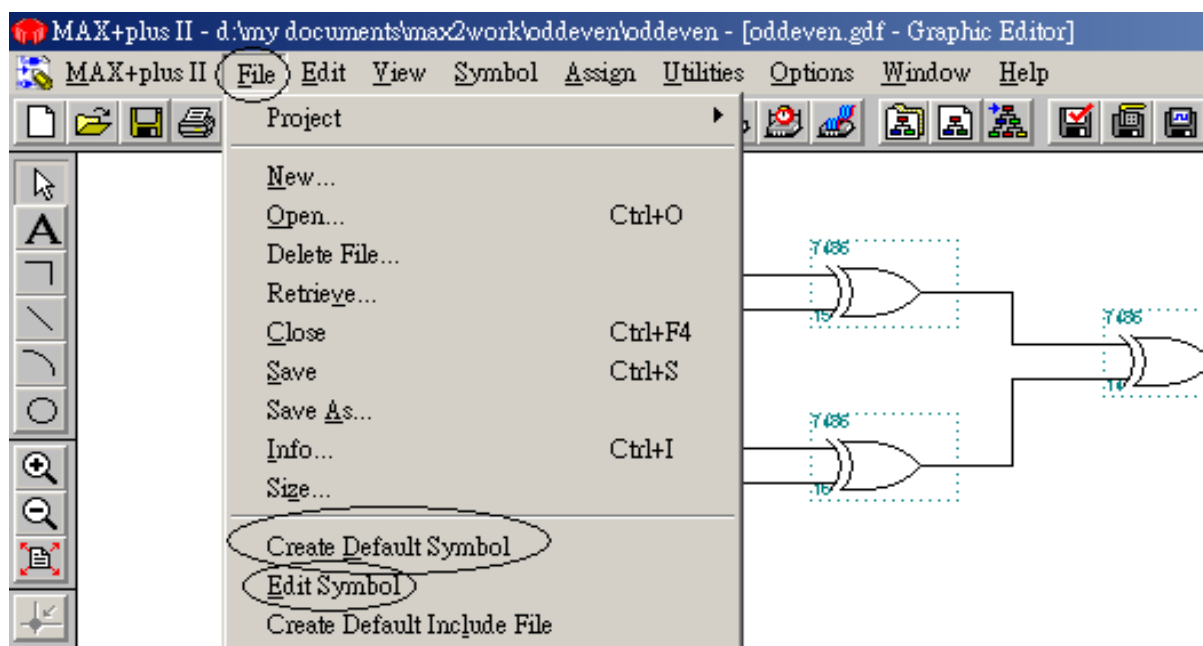 MAX+plus II - d:\my documents\max2work\oddeven\oddeven - [oddeven.gdf - Graphic Editor]
MAX+plus II File Edit View Symbol Assign Utilities Options Window Help
Project
New...
Open... Ctrl+O
Delete File...
Retrieve...
Close Ctrl+F4
Save Ctrl+S
Save As...
Info... Ctrl+I
Size...
Create Default Symbol
Edit Symbol
Create Default Include File
A
7486
15
7486
16
7486